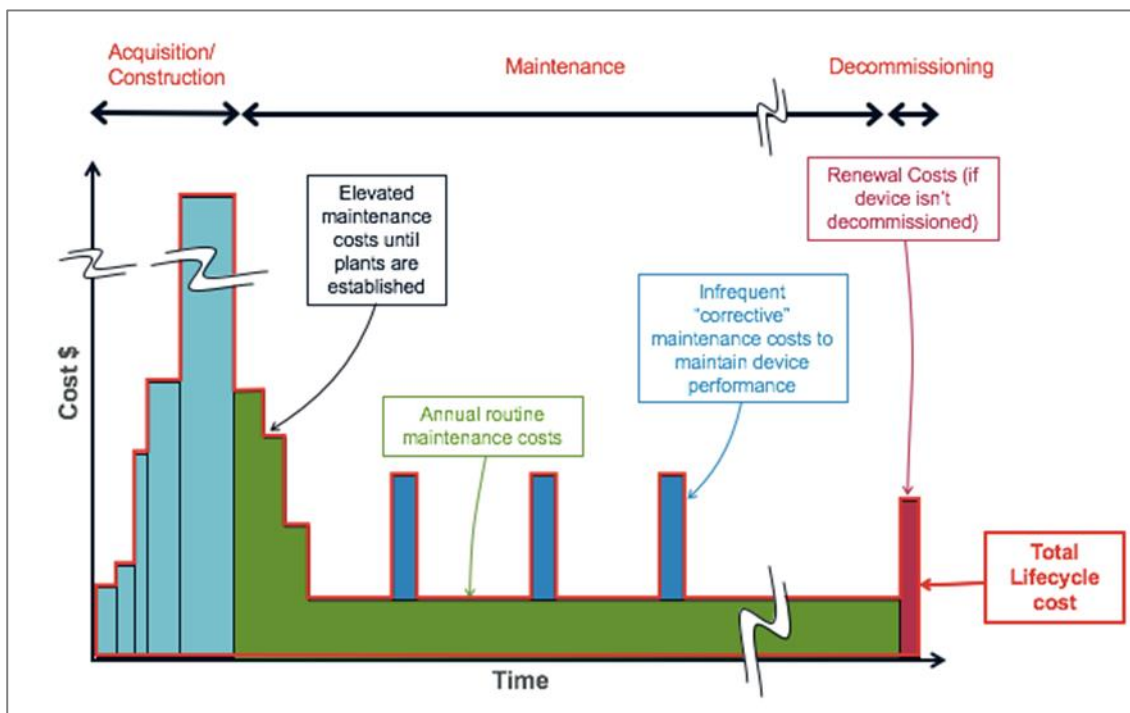 Acquisition/
Construction
Maintenance
Decommissioning
Cost $
Elevated
maintenance
costs until
plants are
established
Annual routine
maintenance costs
Infrequent
“corrective”
maintenance costs to
maintain device
performance
Renewal Costs (if
device isn't
decommissioned)
Total
Lifecycle
cost
Time